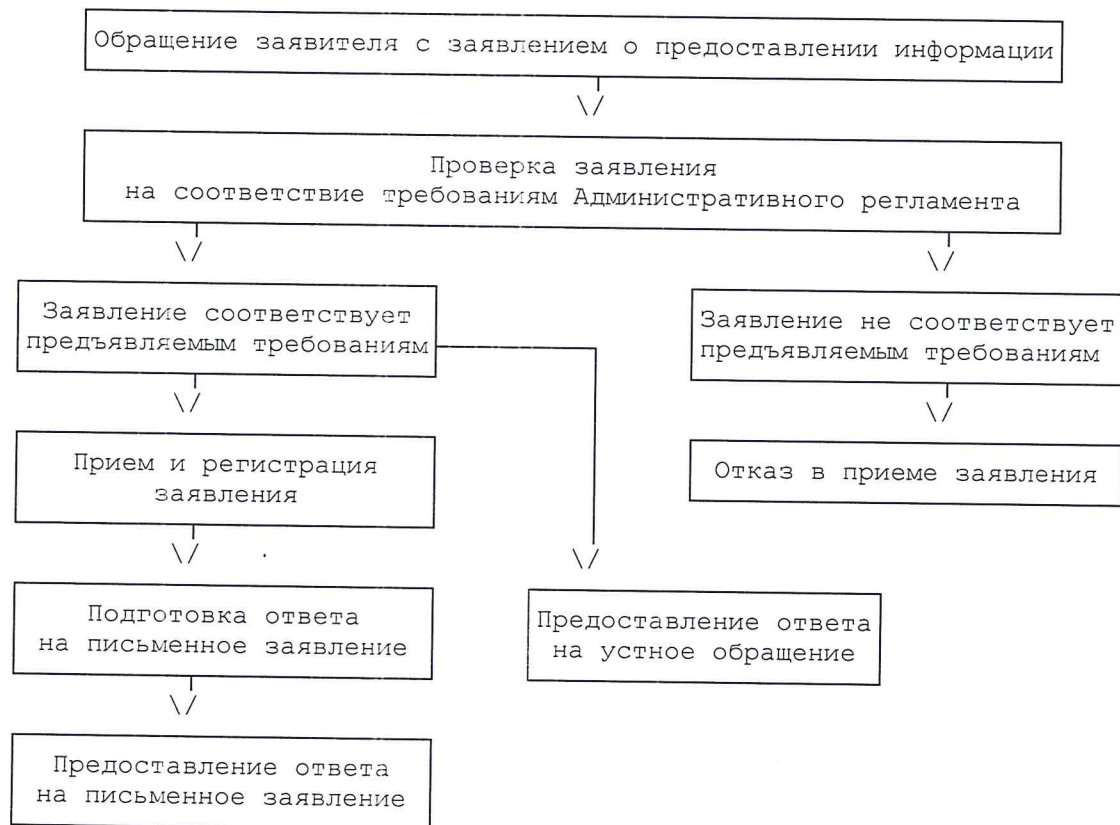 Обращение заявителя с заявлением о предоставлении информации
Проверка заявления
на соответствие требованиям Административного регламента
Заявление соответствует
предъявляемым требованиям
Заявление не соответствует
предъявляемым требованиям
Прием и регистрация
заявления
Отказ в приеме заявления
Подготовка ответа
на письменное заявление
Предоставление ответа
на устное обращение
Предоставление ответа
на письменное заявление